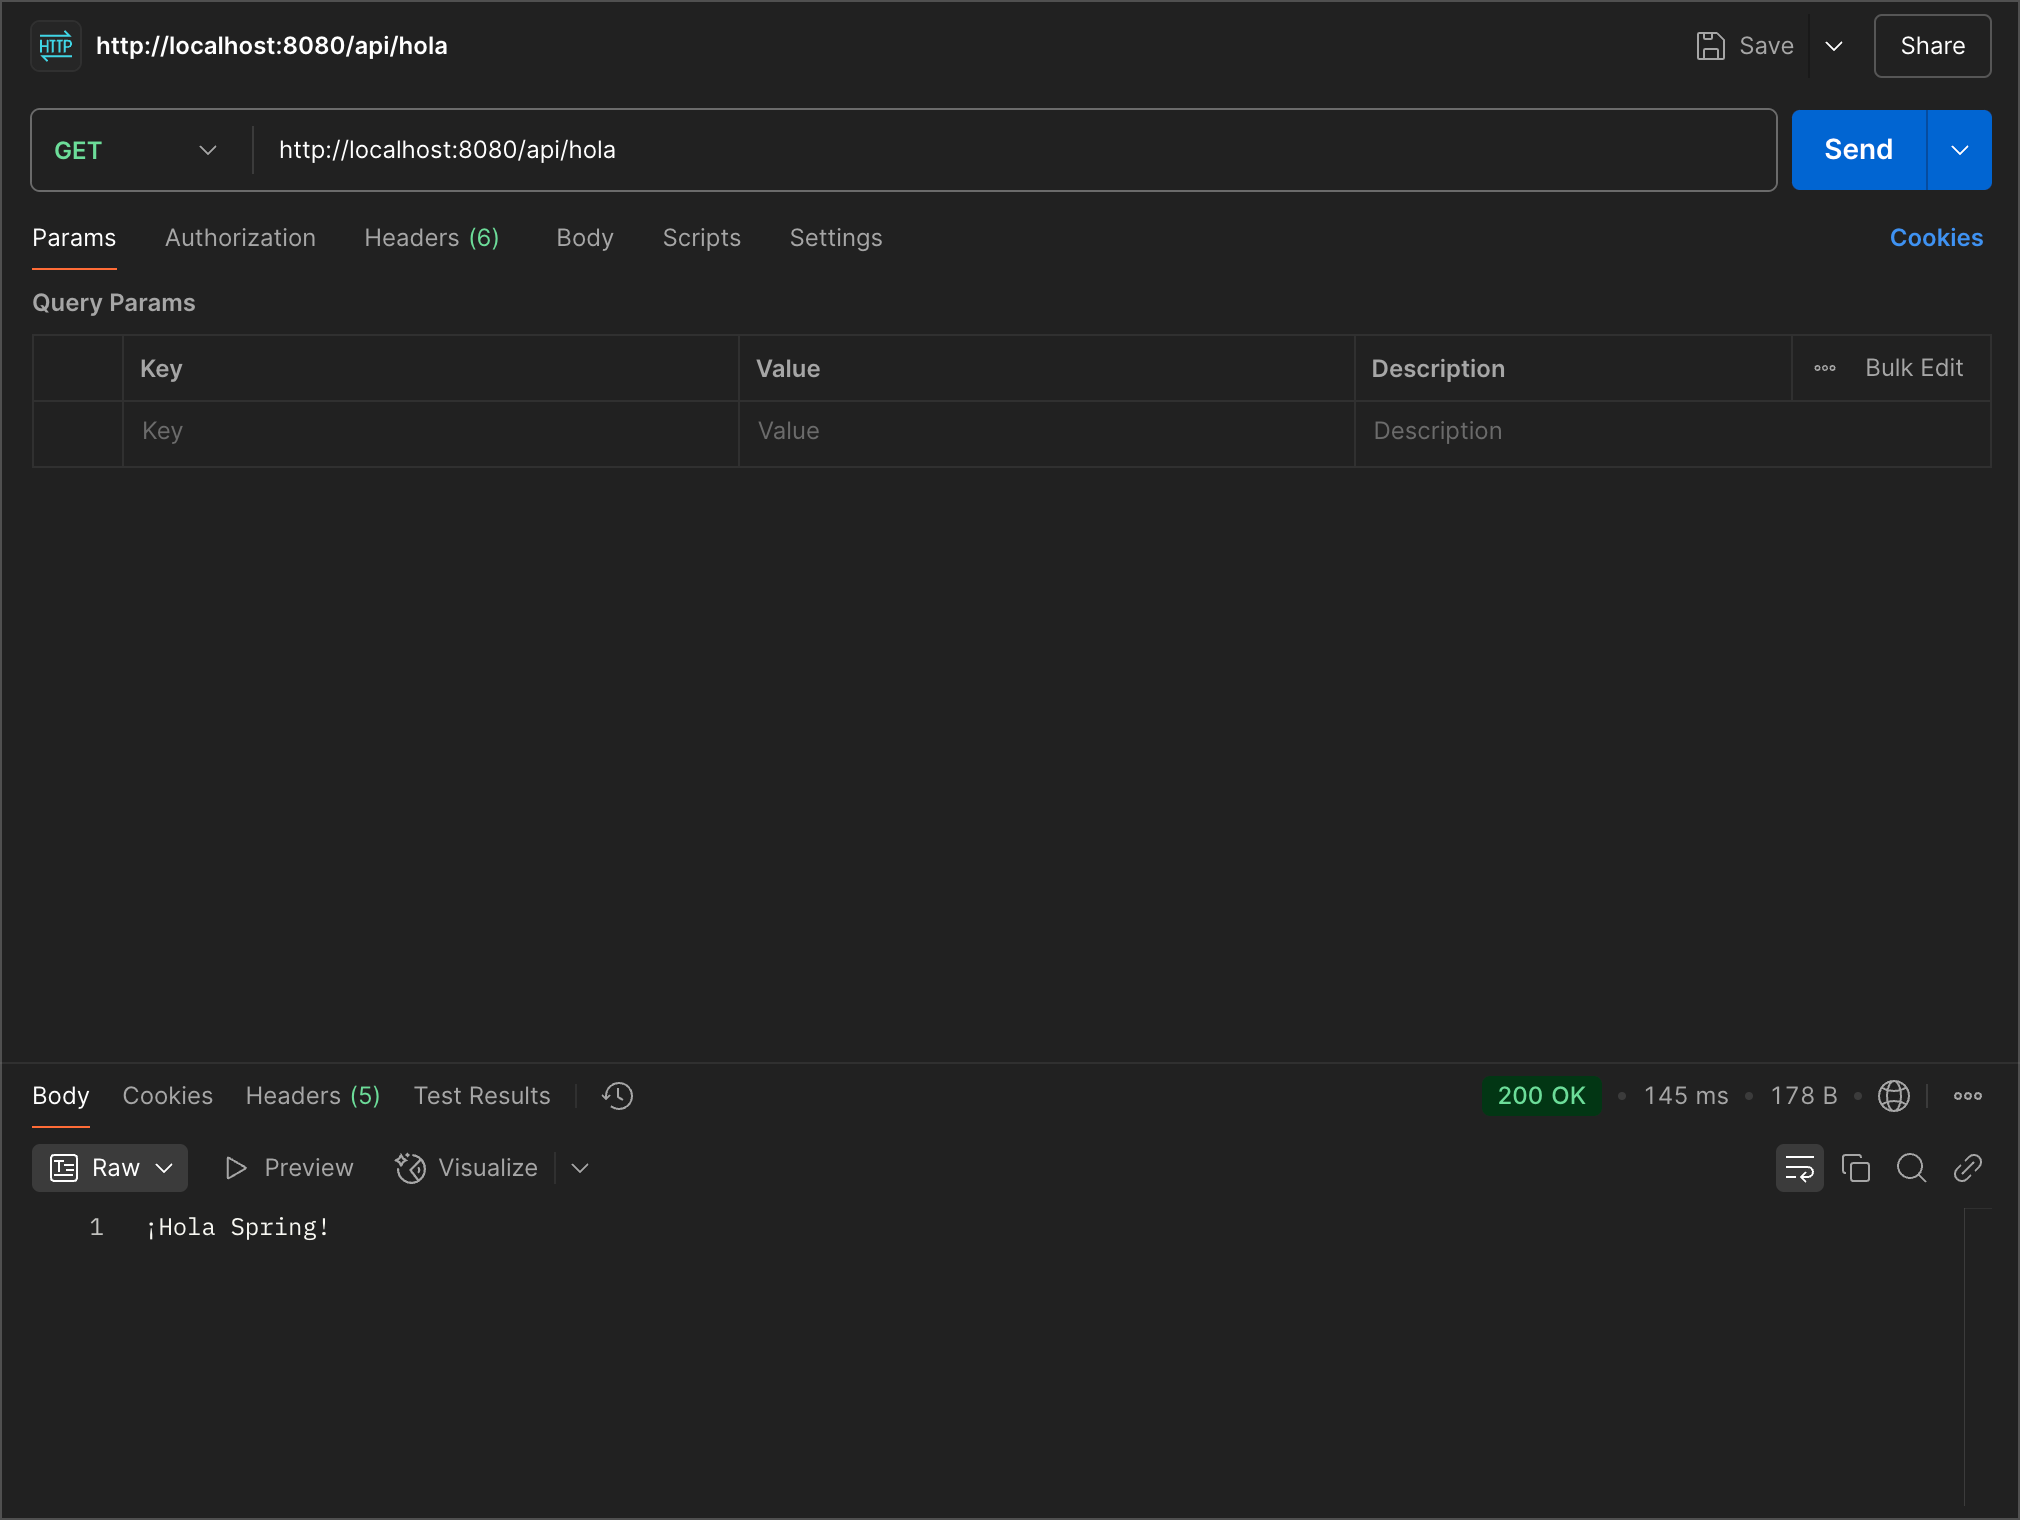 HTTP http://localhost:8080/api/hola Save Share
GET http://localhost:8080/api/hola Send
Params Authorization Headers (6) Body Scripts Settings Cookies
Query Params
Key Value Description Bulk Edit
Key Value Description
Body Cookies Headers (5) Test Results 200 OK • 145 ms • 178 B •
Raw Preview Visualize
1 ¡Hola Spring!